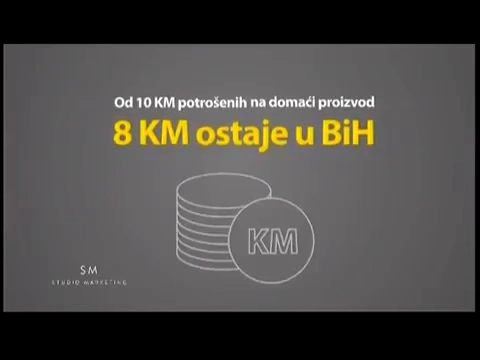 Od 10 KM potrošenih na domaći proizvod
8 KM ostaje u BiH
KM
SM
STUDIO MARKETING